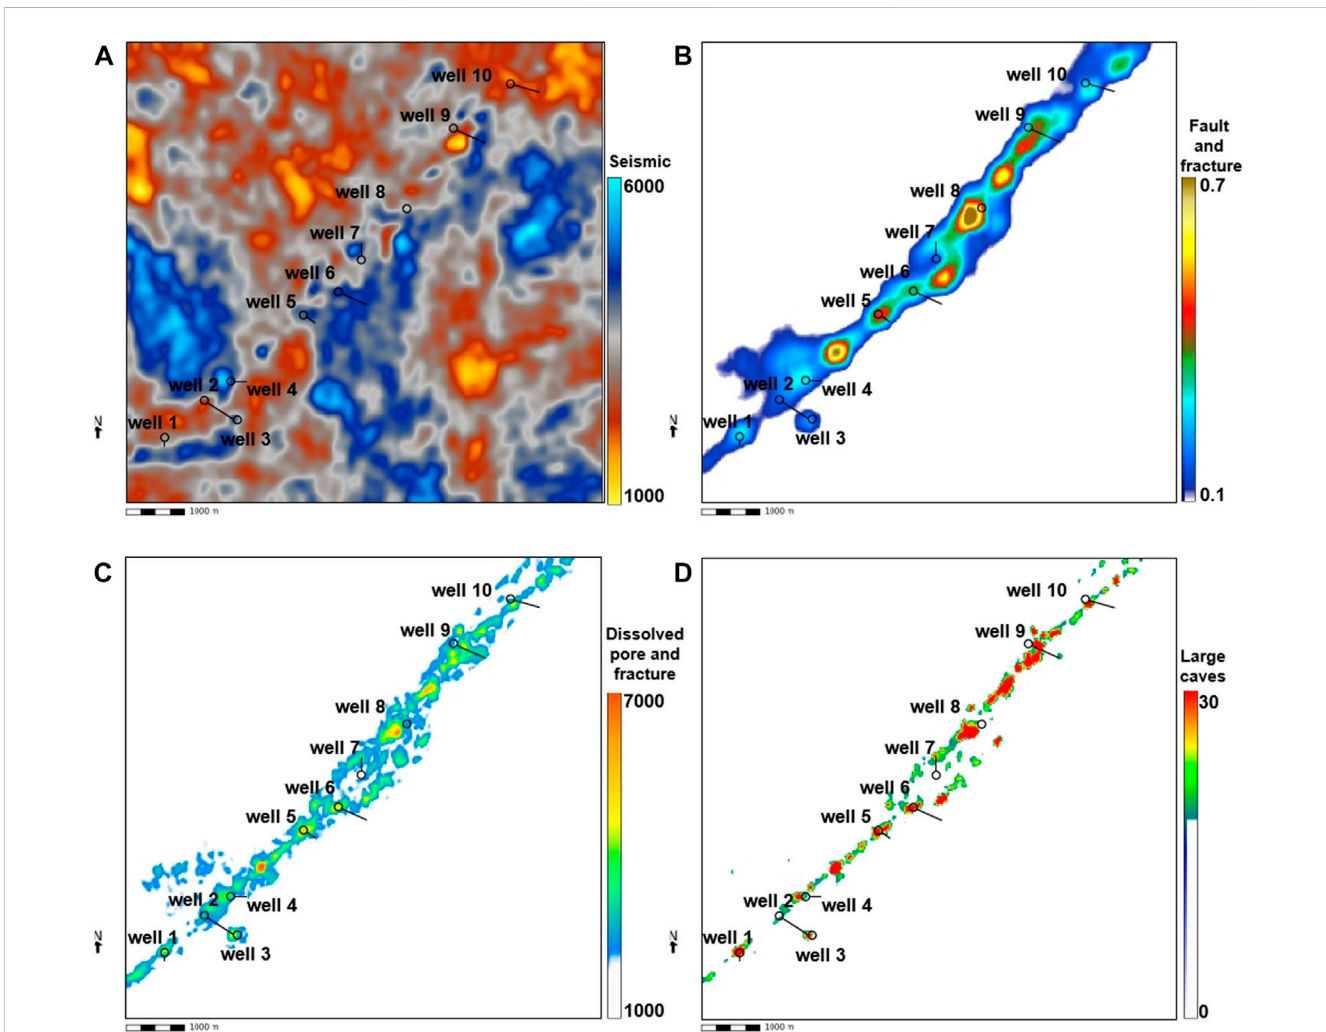 A
well 10
well 9
well 8
well 7
well 6
well 5
well 2
well 4
well 1
well 3
N
1000 m
Seismic
6000
1000
B
well 10
well 9
well 8
well 7
well 6
well 5
well 2
well 4
well 1
well 3
N
1000 m
Fault
and
fracture
0.7
0.1
C
well 10
well 9
well 8
well 7
well 6
well 5
well 2
well 4
well 1
well 3
N
1000 m
Dissolved
pore and
fracture
7000
1000
D
well 10
well 9
well 8
well 7
well 6
well 5
well 2
well 4
well 1
well 3
N
1000 m
Large
caves
30
0